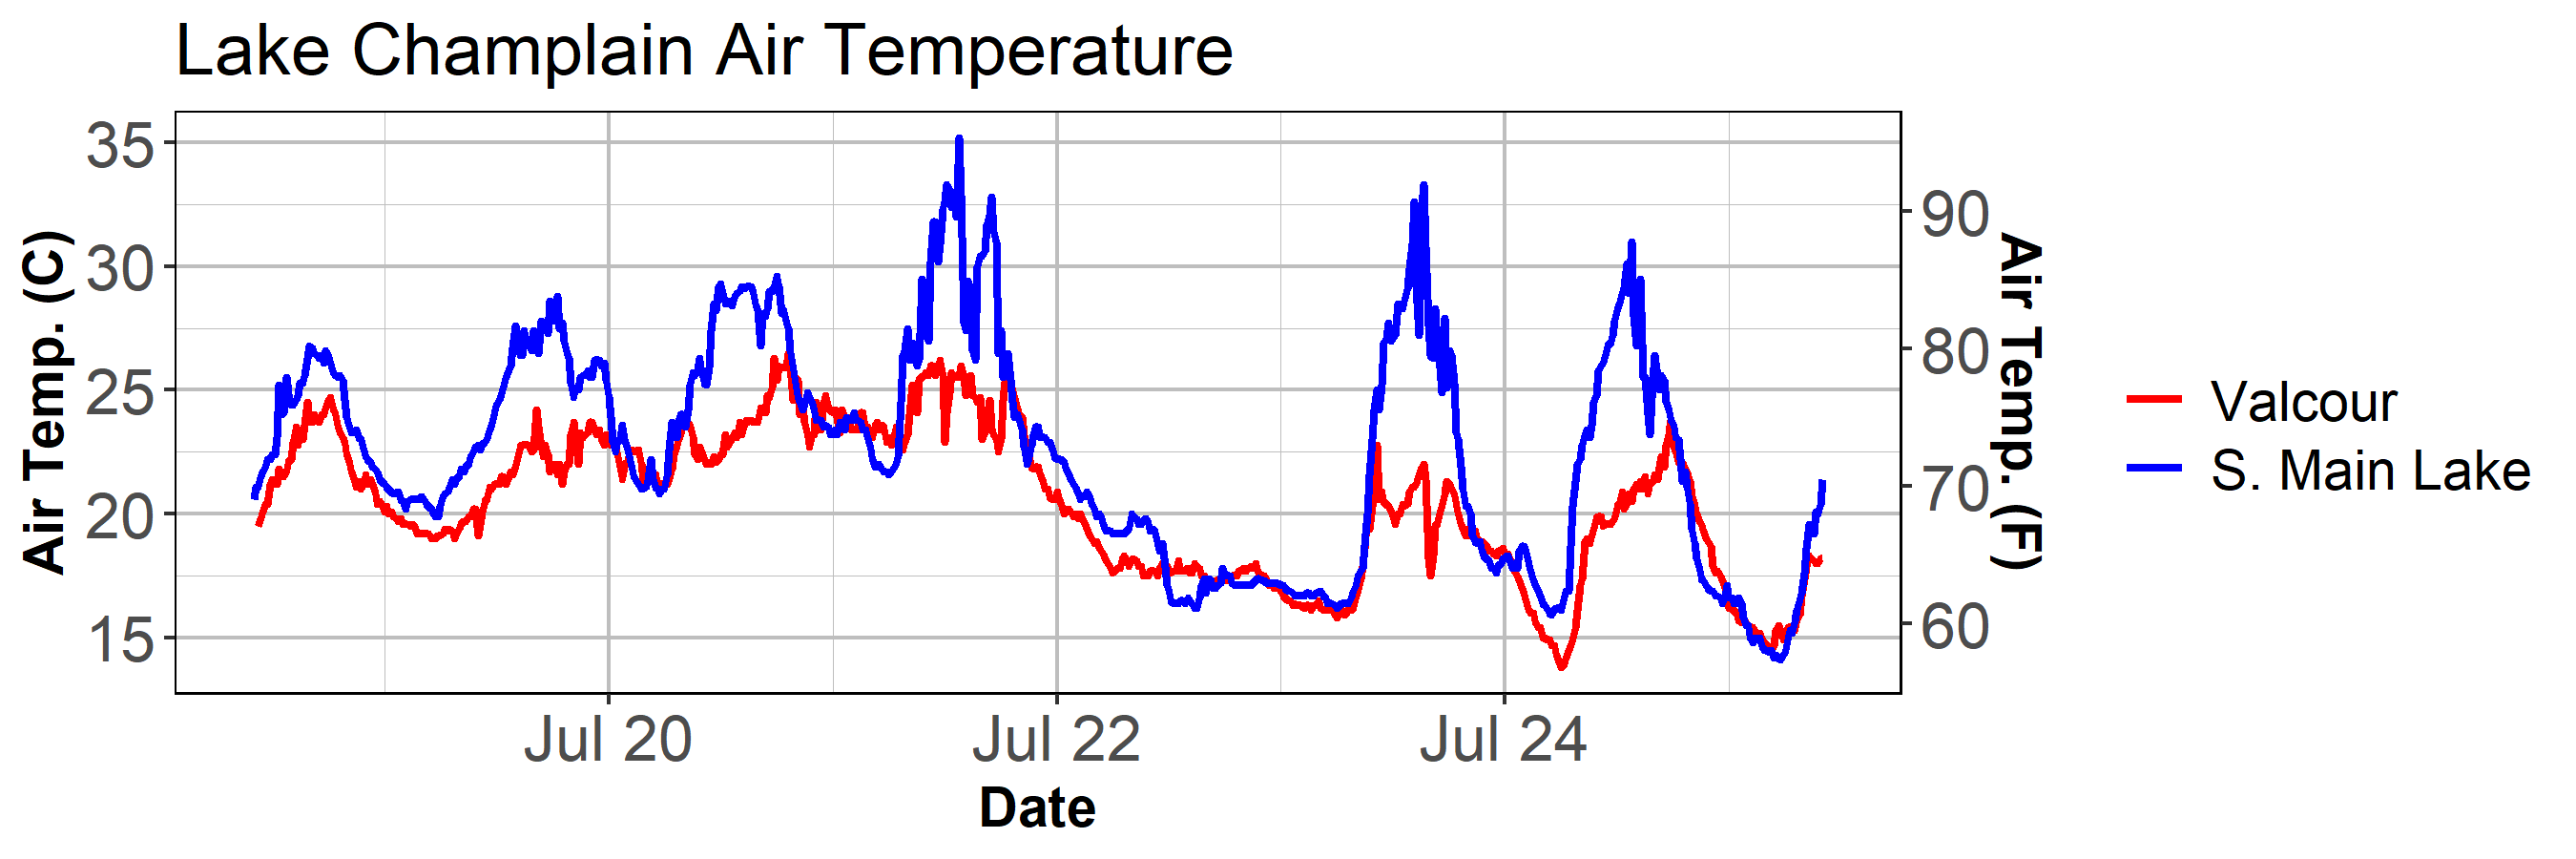 Lake Champlain Air Temperature
Air Temp. (C)
35
30
25
20
15
90
80
70
60
Air Temp. (F)
Jul 20
Jul 22
Jul 24
Date
Valcour
S. Main Lake